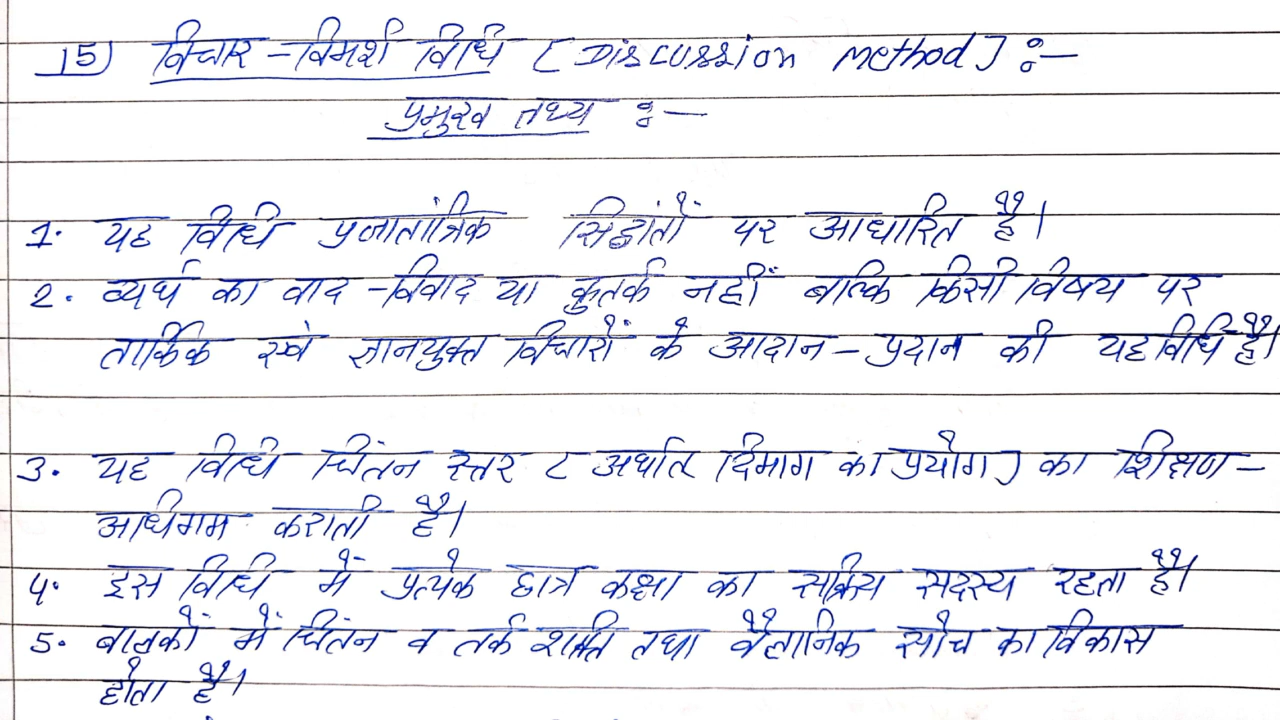 15) विचार-विमर्श विधि (Discussion Method) :-
प्रमुख तथ्य :-
1. यह विधि प्रजातांत्रिक सिद्धांतों पर आधारित है।
2. व्यर्थ का वाद-विवाद या कुतर्क नहीं बल्कि किसी विषय पर
तार्किक एवं ज्ञानयुक्त विचारों के आदान-प्रदान की यह विधि है।
3. यह विधि चिंतन स्तर (अर्थात दिमाग का प्रयोग) का शिक्षण-
अधिगम कराती है।
4. इस विधि में प्रत्येक छात्र कक्षा का सक्रिय सदस्य रहता है।
5. बालकों में चिंतन व तर्क शक्ति तथा वैज्ञानिक सोच का विकास
होता है।